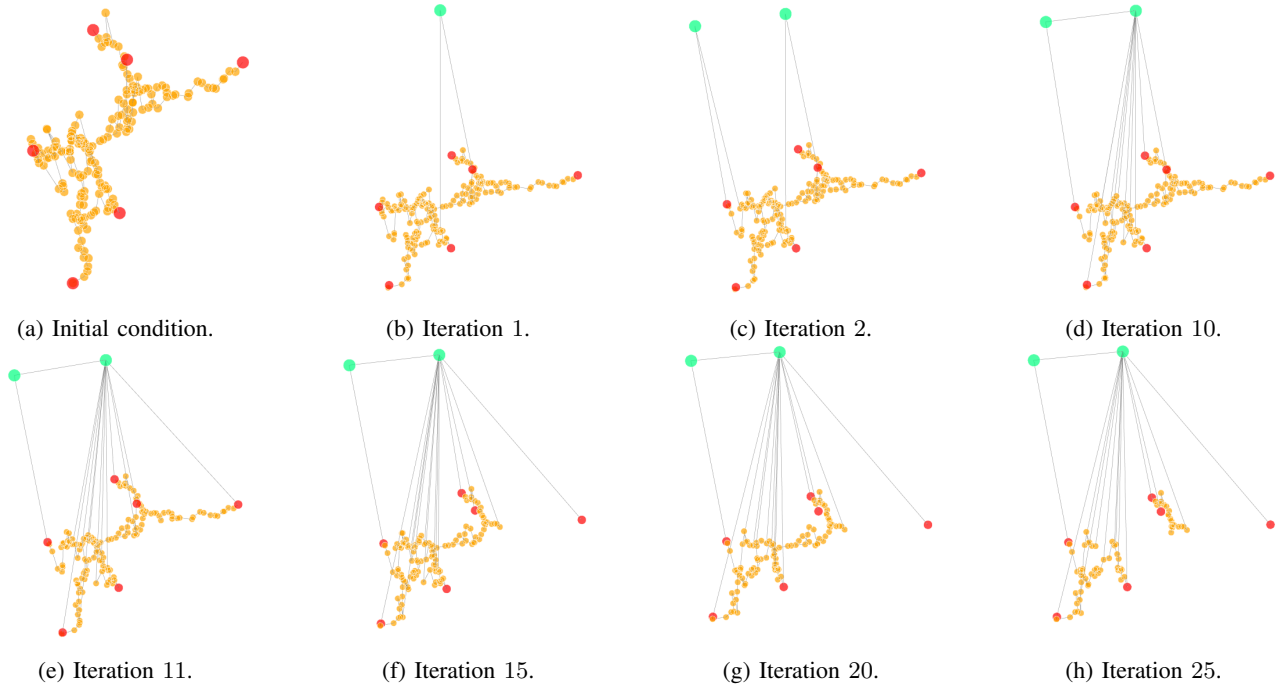 (a) Initial condition.
(b) Iteration 1.
(c) Iteration 2.
(d) Iteration 10.
(e) Iteration 11.
(f) Iteration 15.
(g) Iteration 20.
(h) Iteration 25.